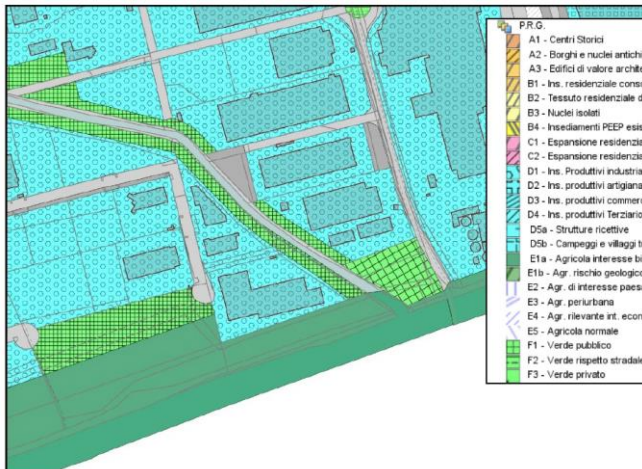 P.R.G.
A1 - Centri Storici
A2 - Borghi e nuclei antichi
A3 - Edifici di valore archite
B1 - Ins. residenziale conso
B2 - Tessuto residenziale d
B3 - Nuclei isolati
B4 - Insediamenti PEEP esis
C1 - Espansione residenzia
C2 - Espansione residenzia
D1 - Ins. Produttivi industria
D2 - Ins. produttivi artigiana
D3 - Ins. produttivi commerc
D4 - Ins. produttivi Terziario
D5a - Strutture ricettive
D5b - Campeggi e villaggi t
E1a - Agricola interesse bi
E1b - Agr. rischio geologico
E2 - Agr. di interesse paes
E3 - Agr. periurbana
E4 - Agr. rilevante int. econ
E5 - Agricola normale
F1 - Verde pubblico
F2 - Verde rispetto stradale
F3 - Verde privato